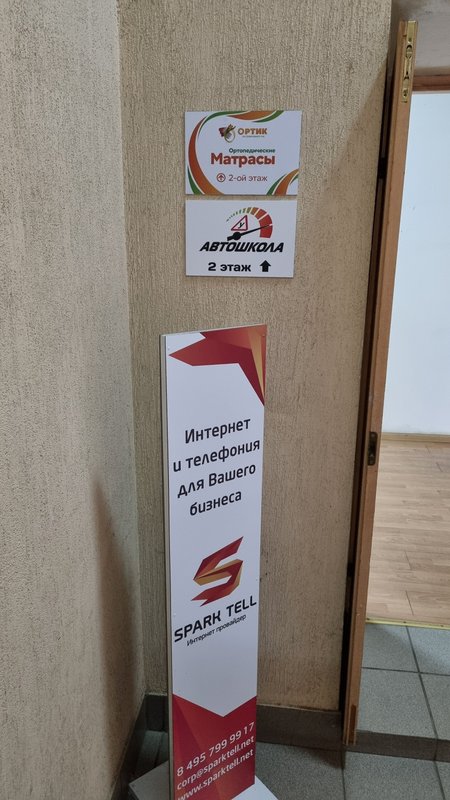 ОРТИК
Ортопедические
Матрасы
2-ой этаж
АВТОШКОЛА
2 этаж
Интернет
и телефония
для Вашего
бизнеса
SPARK TELL
Интернет провайдер
8 495 799 99 17
corp@sparktell.net
www.sparktell.net